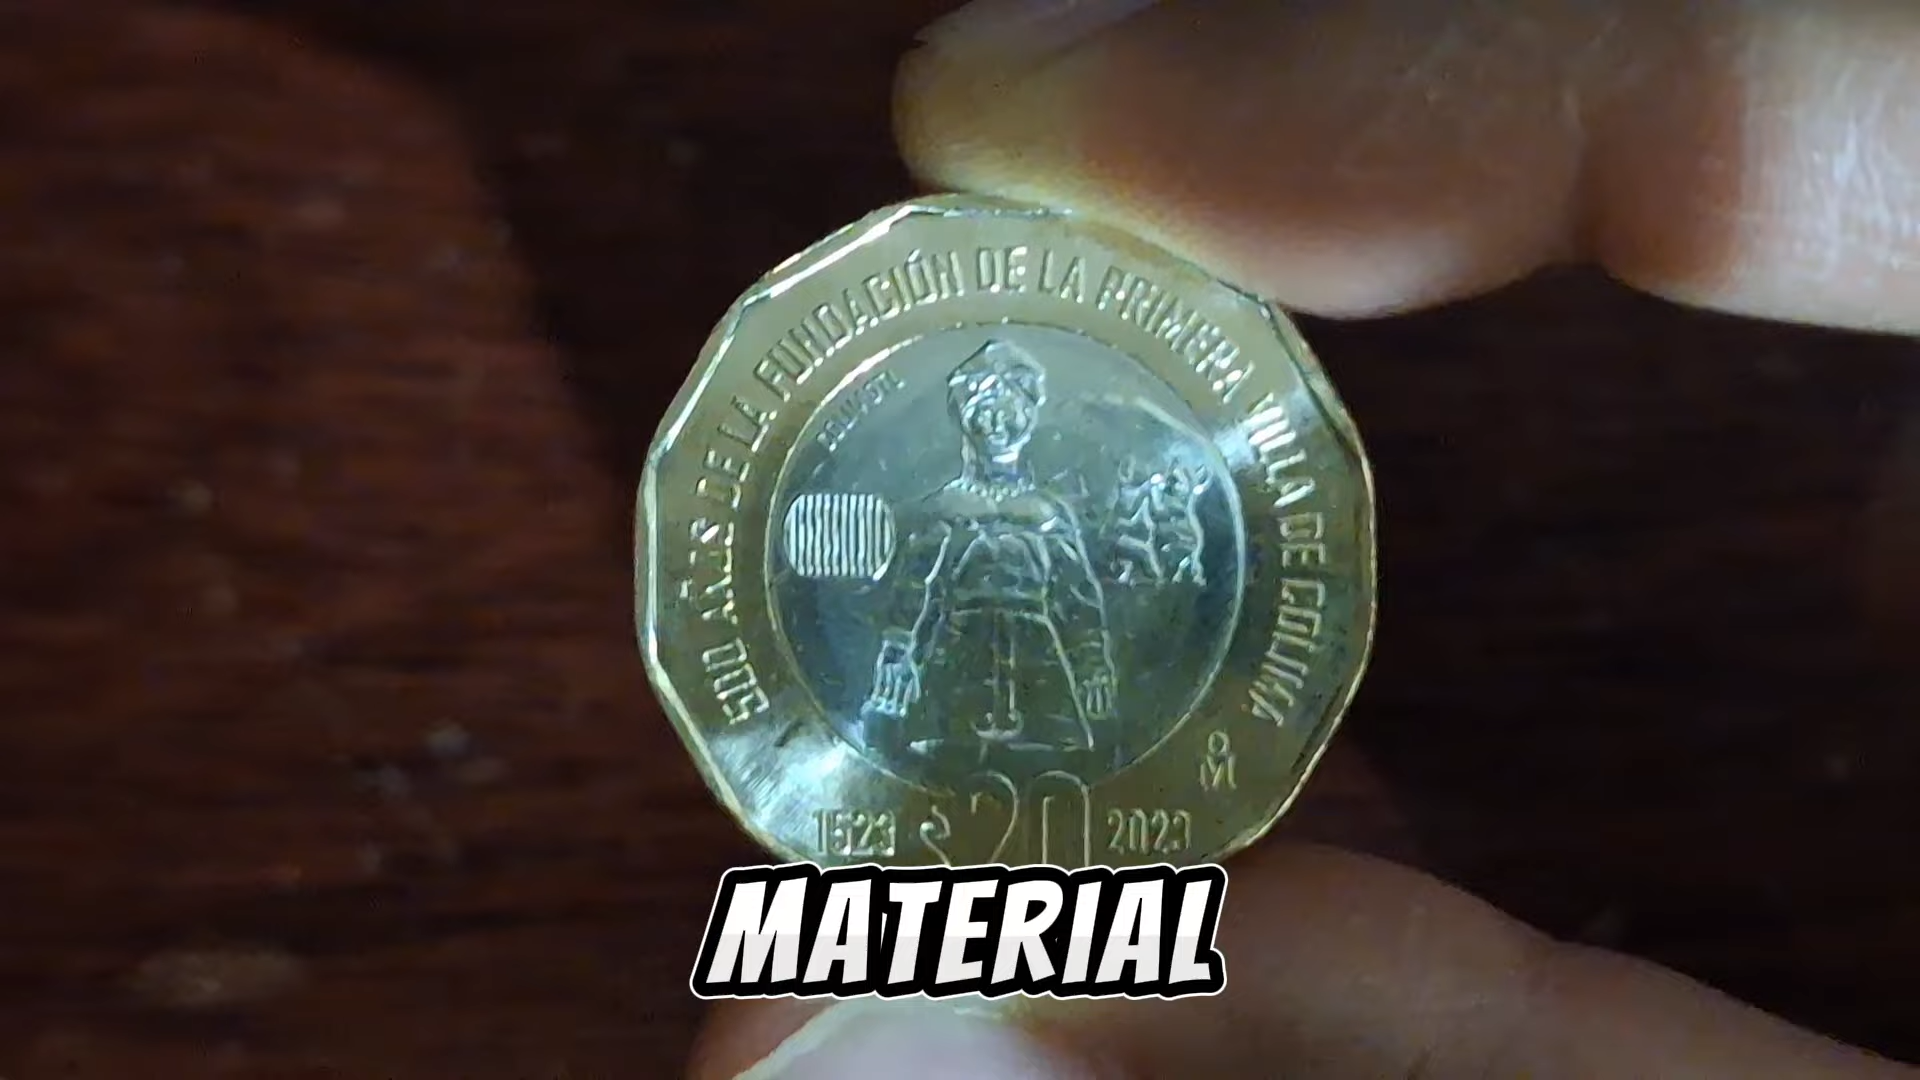 500 AÑOS DE LA FUNDACIÓN DE LA PRIMERA VILLA DE COLIMA
1523 $20 2023
MATERIAL